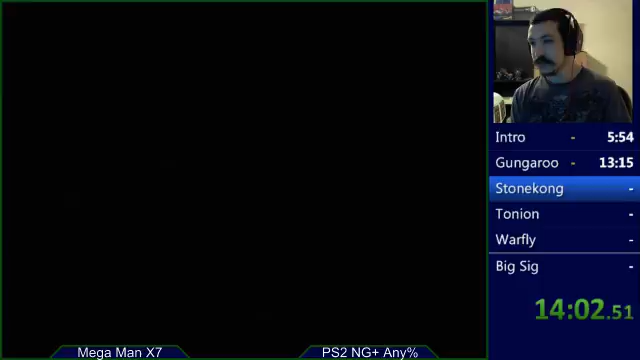 Intro - 5:54
Gungaroo - 13:15
Stonekong -
Tonion -
Warfly -
Big Sig -
14:02.51
Mega Man X7
PS2 NG+ Any%